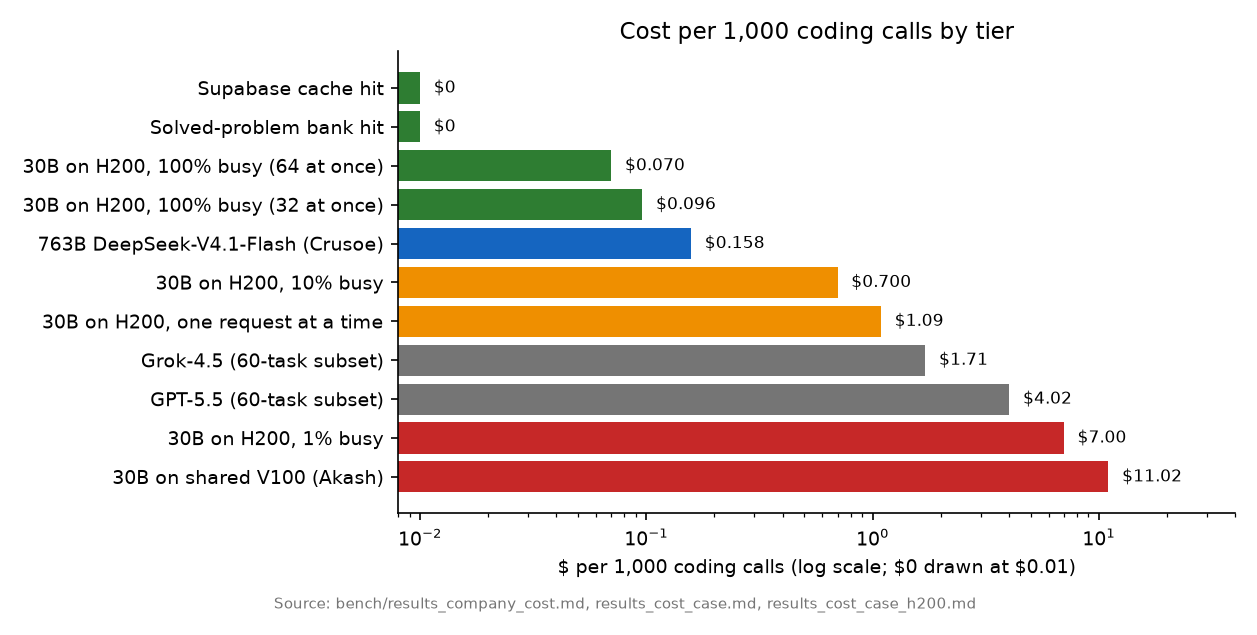 Cost per 1,000 coding calls by tier
Supabase cache hit $0
Solved-problem bank hit $0
30B on H200, 100% busy (64 at once) $0.070
30B on H200, 100% busy (32 at once) $0.096
763B DeepSeek-V4.1-Flash (Crusoe) $0.158
30B on H200, 10% busy $0.700
30B on H200, one request at a time $1.09
Grok-4.5 (60-task subset) $1.71
GPT-5.5 (60-task subset) $4.02
30B on H200, 1% busy $7.00
30B on shared V100 (Akash) $11.02
10⁻² 10⁻¹ 10⁰ 10¹
$ per 1,000 coding calls (log scale; $0 drawn at $0.01)
Source: bench/results_company_cost.md, results_cost_case.md, results_cost_case_h200.md